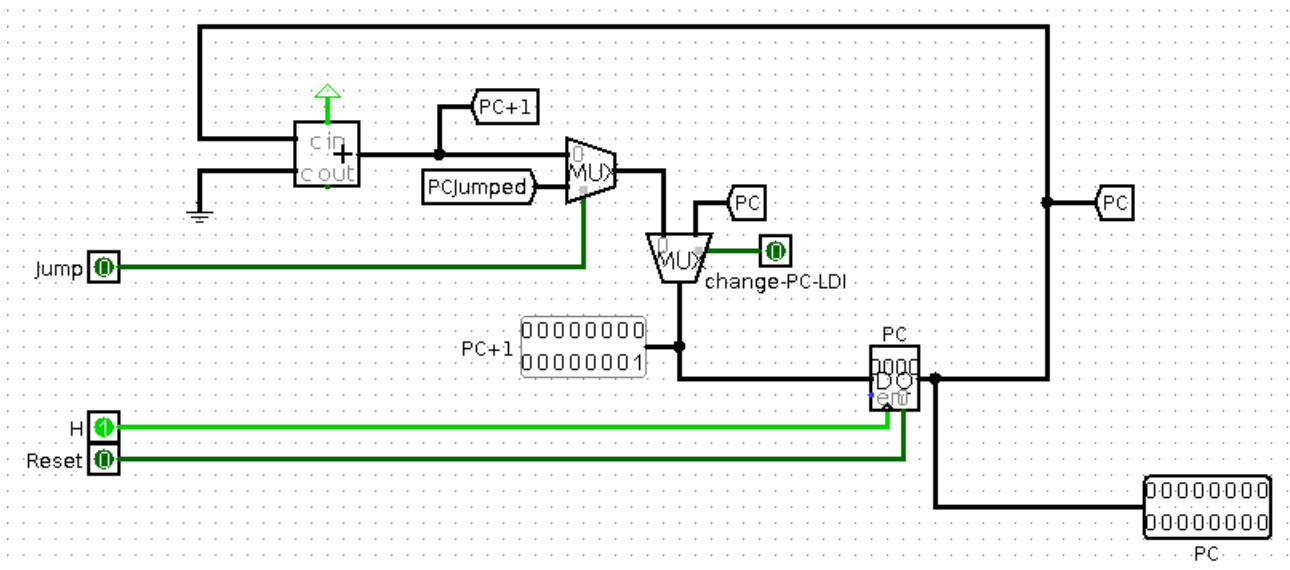 PC+1
c in
+
c out
0
MUX
PCJumped
PC
PC
0
MUX
0
change-PC-LDI
Jump 0
PC+1
00000000
00000001
PC
D Q
en
H 1
Reset 0
00000000
00000000
PC